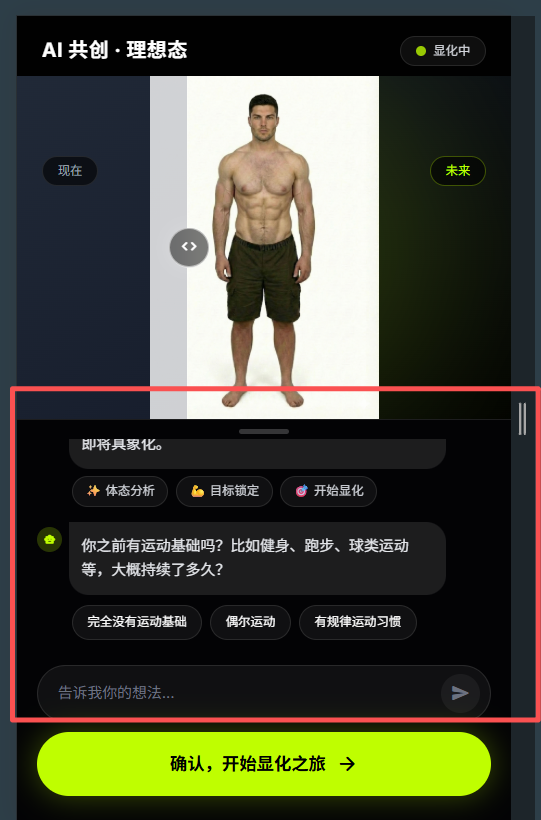 AI 共创 · 理想态
显化中
现在
未来
即将具象化。
✨ 体态分析
💪 目标锁定
🎯 开始显化
你之前有运动基础吗？比如健身、跑步、球类运动
等，大概持续了多久？
完全没有运动基础
偶尔运动
有规律运动习惯
告诉我你的想法...
确认，开始显化之旅 →